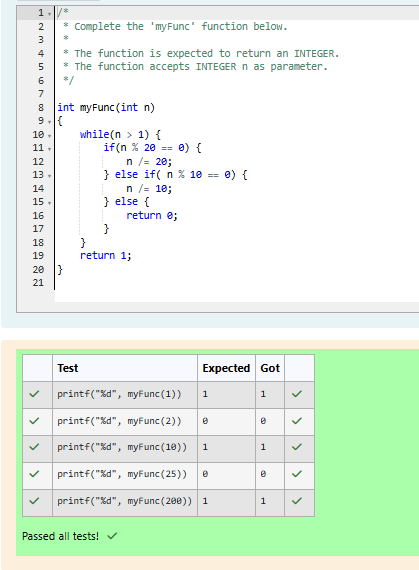 1 /*
2  * Complete the 'myFunc' function below.
3  *
4  * The function is expected to return an INTEGER.
5  * The function accepts INTEGER n as parameter.
6  */
7
8 int myFunc(int n)
9 {
10     while(n > 1) {
11         if(n % 20 == 0) {
12             n /= 20;
13         } else if( n % 10 == 0) {
14             n /= 10;
15         } else {
16             return 0;
17         }
18     }
19     return 1;
20 }
21
Test Expected Got
printf("%d", myFunc(1)) 1 1
printf("%d", myFunc(2)) 0 0
printf("%d", myFunc(10)) 1 1
printf("%d", myFunc(25)) 0 0
printf("%d", myFunc(200)) 1 1
Passed all tests!